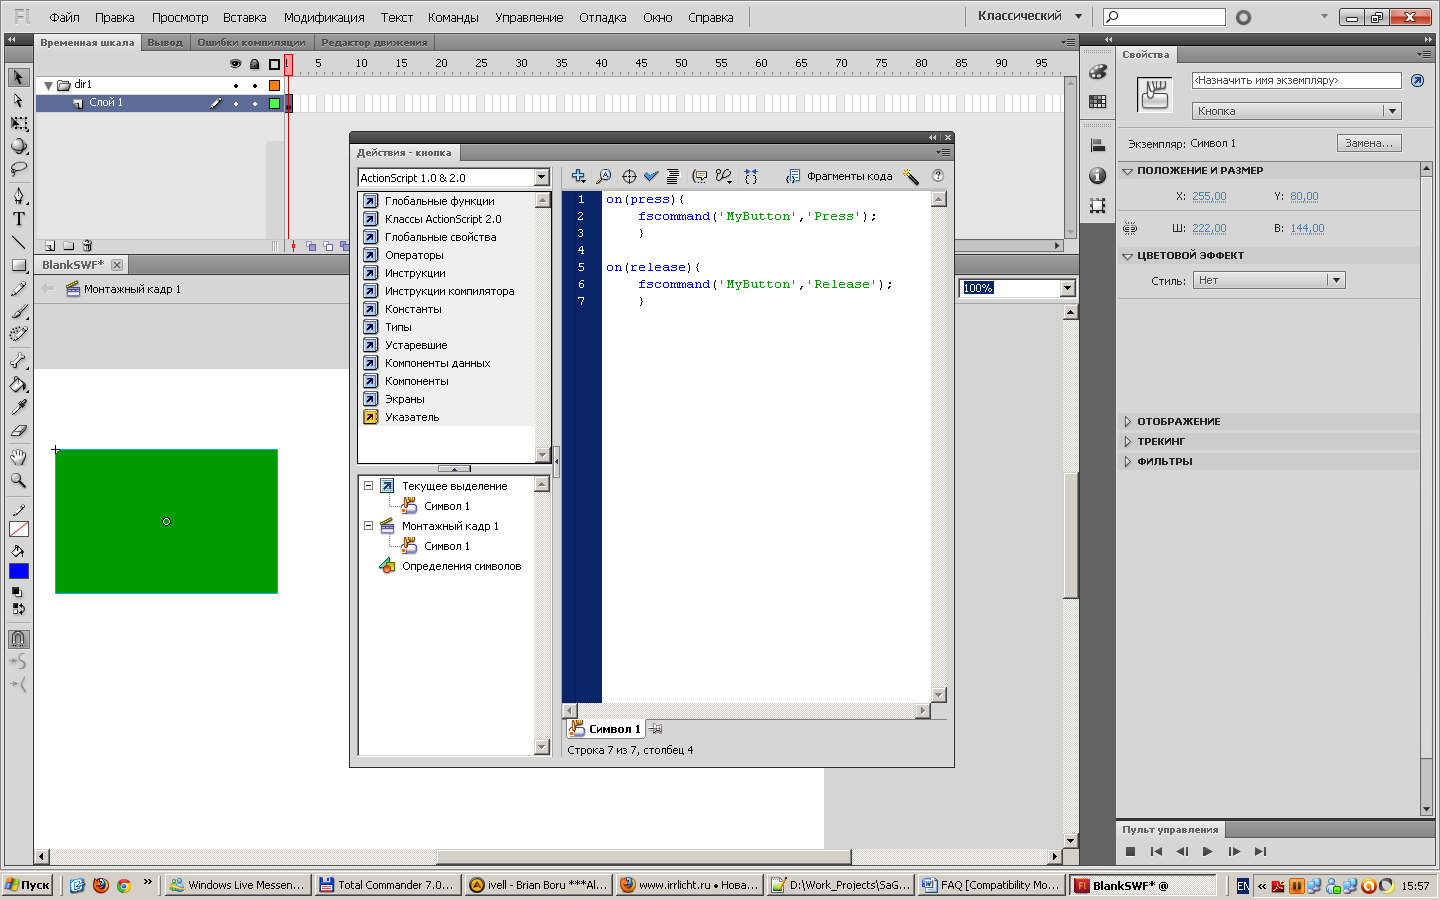 Fl Файл Правка Просмотр Вставка Модификация Текст Команды Управление Отладка Окно Справка Классический
Временная шкала Вывод Ошибки компиляции Редактор движения
1 5 10 15 20 25 30 35 40 45 50 55 60 65 70 75 80 85 90 95
dir1
Слой 1
BlankSWF*
Монтажный кадр 1
100%
Действия - кнопка
ActionScript 1.0 & 2.0
Глобальные функции
Классы ActionScript 2.0
Глобальные свойства
Операторы
Инструкции
Инструкции компилятора
Константы
Типы
Устаревшие
Компоненты данных
Компоненты
Экраны
Указатель
Текущее выделение
Символ 1
Монтажный кадр 1
Символ 1
Определения символов
Фрагменты кода
1 on(press){
2 fscommand('MyButton','Press');
3 }
4
5 on(release){
6 fscommand('MyButton','Release');
7 }
Символ 1
Строка 7 из 7, столбец 4
Свойства
<Назначить имя экземпляру>
Кнопка
Экземпляр: Символ 1 Замена...
ПОЛОЖЕНИЕ И РАЗМЕР
X: 255,00 Y: 80,00
Ш: 222,00 В: 144,00
ЦВЕТОВОЙ ЭФФЕКТ
Стиль: Нет
ОТОБРАЖЕНИЕ
ТРЕКИНГ
ФИЛЬТРЫ
Пульт управления
Пуск » Windows Live Messen... Total Commander 7.0... ivell - Brian Boru ***Al... www.irrlicht.ru • Нова... D:\Work_Projects\SaG... FAQ [Compatibility Mo... BlankSWF* @ EN « 15:57